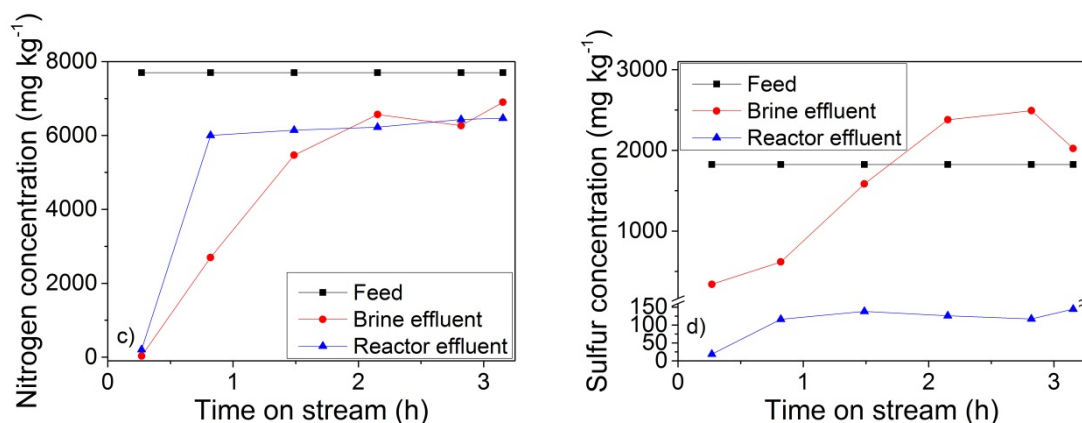 Nitrogen concentration (mg kg⁻¹)
8000
6000
4000
2000
0
c)
Feed
Brine effluent
Reactor effluent
0 1 2 3
Time on stream (h)
Sulfur concentration (mg kg⁻¹)
3000
2000
1000
150
100
50
0
Feed
Brine effluent
Reactor effluent
d)
0 1 2 3
Time on stream (h)